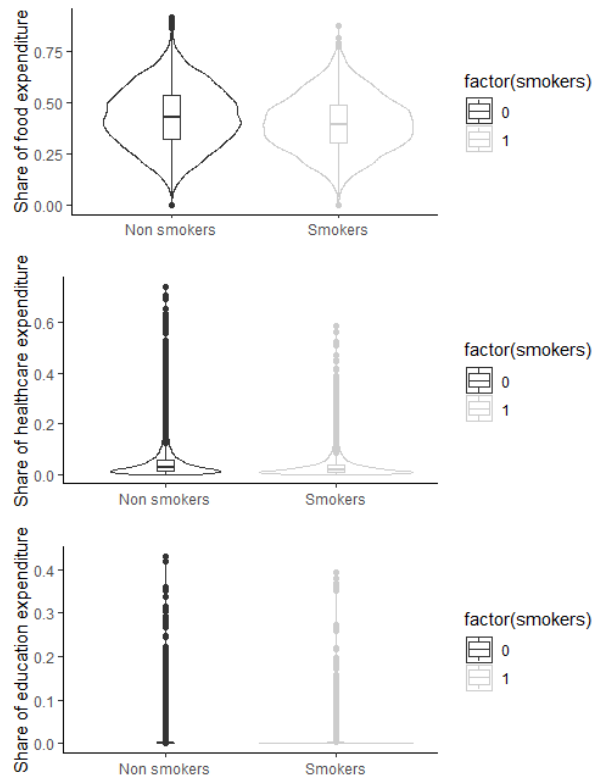 Share of food expenditure
0.75
0.50
0.25
0.00
Non smokers Smokers
factor(smokers)
0
1
Share of healthcare expenditure
0.6
0.4
0.2
0.0
Non smokers Smokers
factor(smokers)
0
1
Share of education expenditure
0.4
0.3
0.2
0.1
0.0
Non smokers Smokers
factor(smokers)
0
1